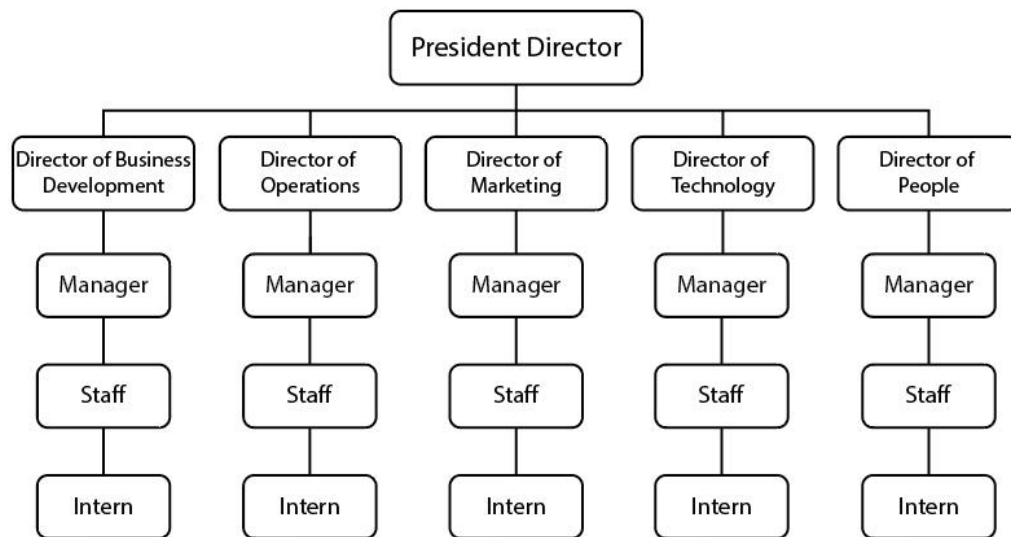 President Director
Director of Business
Development
Director of
Operations
Director of
Marketing
Director of
Technology
Director of
People
Manager
Manager
Manager
Manager
Manager
Staff
Staff
Staff
Staff
Staff
Intern
Intern
Intern
Intern
Intern